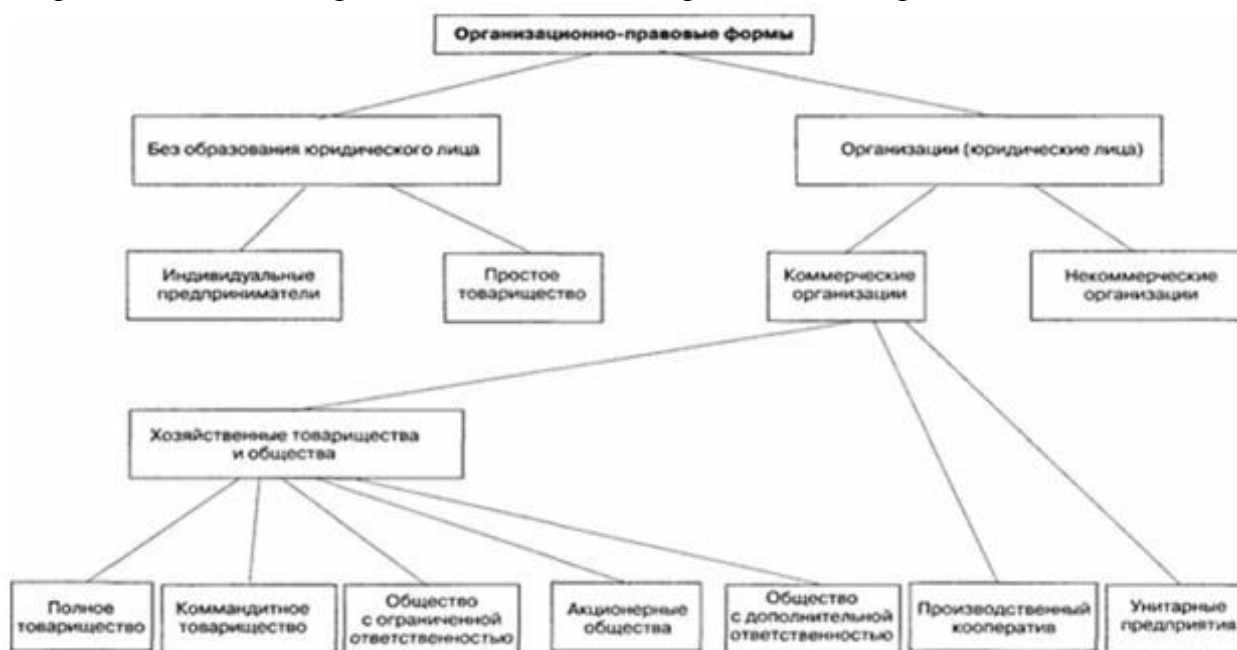 Организационно-правовые формы
Без образования юридического лица
Организации (юридические лица)
Индивидуальные
предприниматели
Простое
товарищество
Коммерческие
организации
Некоммерческие
организации
Хозяйственные товарищества
и общества
Полное
товарищество
Коммандитное
товарищество
Общество
с ограниченной
ответственностью
Акционерные
общества
Общество
с дополнительной
ответственностью
Производственный
кооператив
Унитарные
предприятия